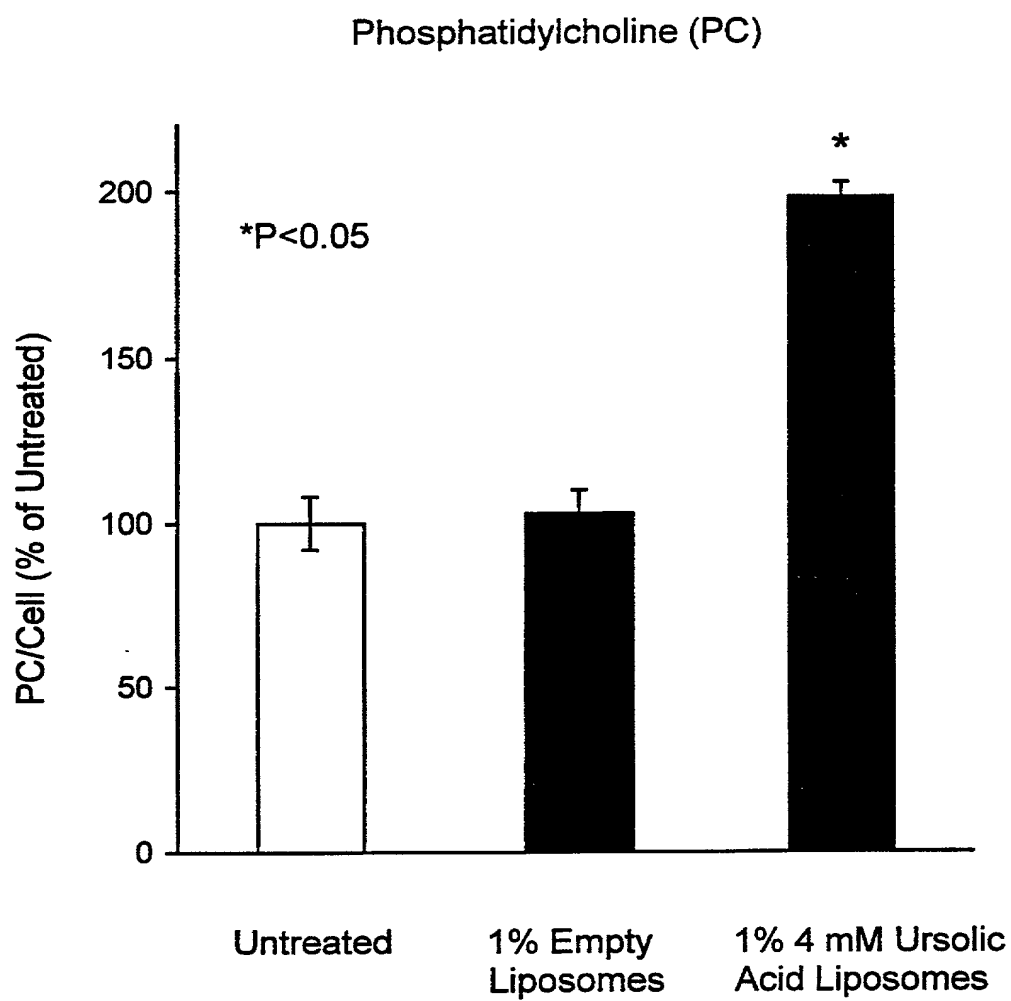 Phosphatidylcholine (PC)
*
200
*P<0.05
150
100
50
0
PC/Cell (% of Untreated)
Untreated
1% Empty
Liposomes
1% 4 mM Ursolic
Acid Liposomes